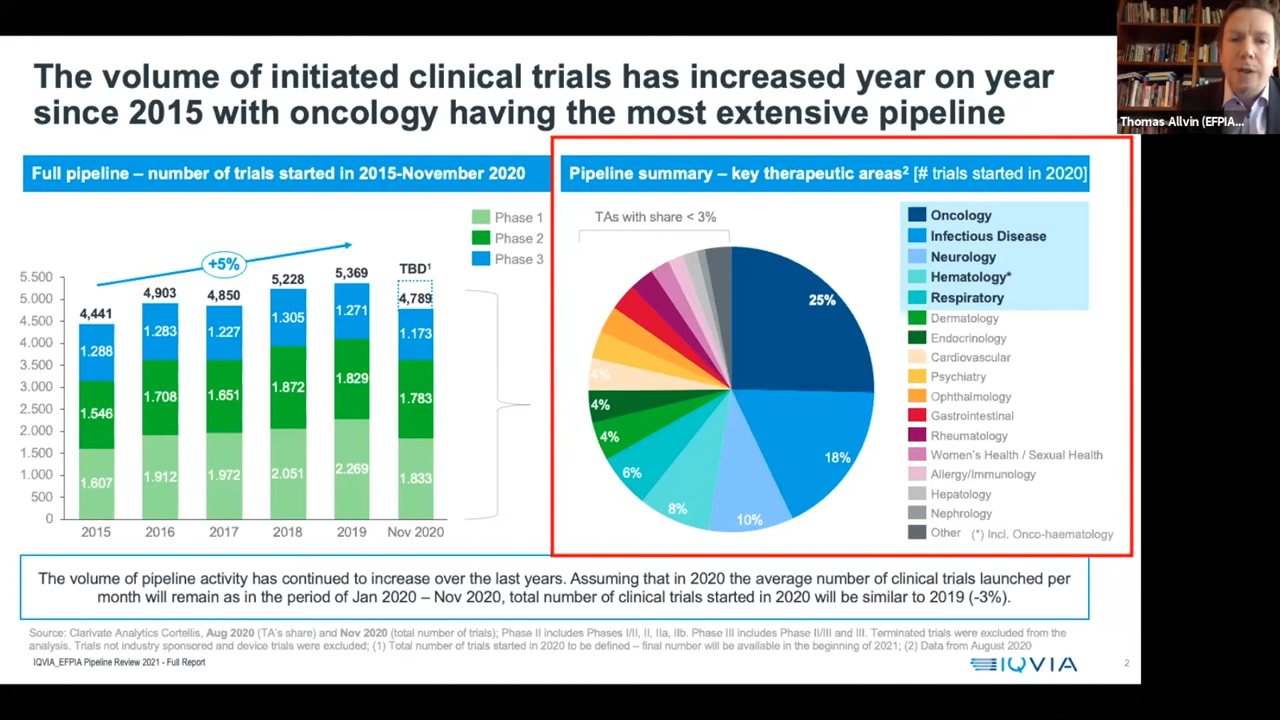 The volume of initiated clinical trials has increased year on year
since 2015 with oncology having the most extensive pipeline
Thomas Allvin (EFPIA...
Full pipeline – number of trials started in 2015-November 2020
Phase 1
Phase 2
Phase 3
+5%
5.500
5.000
4.500
4.000
3.500
3.000
2.500
2.000
1.500
1.000
500
0
4,441
1.288
1.546
1.607
2015
4,903
1.283
1.708
1.912
2016
4,850
1.227
1.651
1.972
2017
5,228
1.305
1.872
2.051
2018
5,369
1.271
1.829
2.269
2019
TBD¹
4,789
1.173
1.783
1.833
Nov 2020
Pipeline summary – key therapeutic areas² [# trials started in 2020]
TAs with share < 3%
25%
18%
10%
8%
6%
4%
4%
4%
Oncology
Infectious Disease
Neurology
Hematology*
Respiratory
Dermatology
Endocrinology
Cardiovascular
Psychiatry
Ophthalmology
Gastrointestinal
Rheumatology
Women's Health / Sexual Health
Allergy/Immunology
Hepatology
Nephrology
Other (*) Incl. Onco-haematology
The volume of pipeline activity has continued to increase over the last years. Assuming that in 2020 the average number of clinical trials launched per
month will remain as in the period of Jan 2020 – Nov 2020, total number of clinical trials started in 2020 will be similar to 2019 (-3%).
Source: Clarivate Analytics Cortellis, Aug 2020 (TA's share) and Nov 2020 (total number of trials); Phase II includes Phases I/II, II, IIa, IIb. Phase III includes Phase II/III and III. Terminated trials were excluded from the
analysis. Trials not industry sponsored and device trials were excluded; (1) Total number of trials started in 2020 to be defined – final number will be available in the beginning of 2021; (2) Data from August 2020
IQVIA_EFPIA Pipeline Review 2021 - Full Report
IQVIA
2